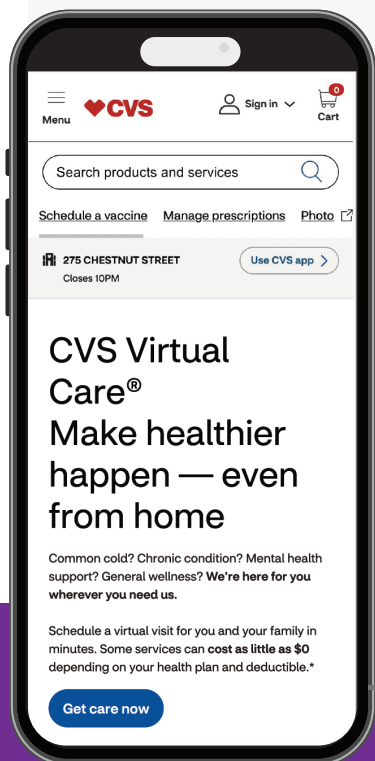 Menu
CVS
Sign in
0
Cart
Search products and services
Schedule a vaccine Manage prescriptions Photo
275 CHESTNUT STREET
Closes 10PM
Use CVS app
CVS Virtual
Care®
Make healthier
happen — even
from home
Common cold? Chronic condition? Mental health
support? General wellness? We're here for you
wherever you need us.
Schedule a virtual visit for you and your family in
minutes. Some services can cost as little as $0
depending on your health plan and deductible.*
Get care now